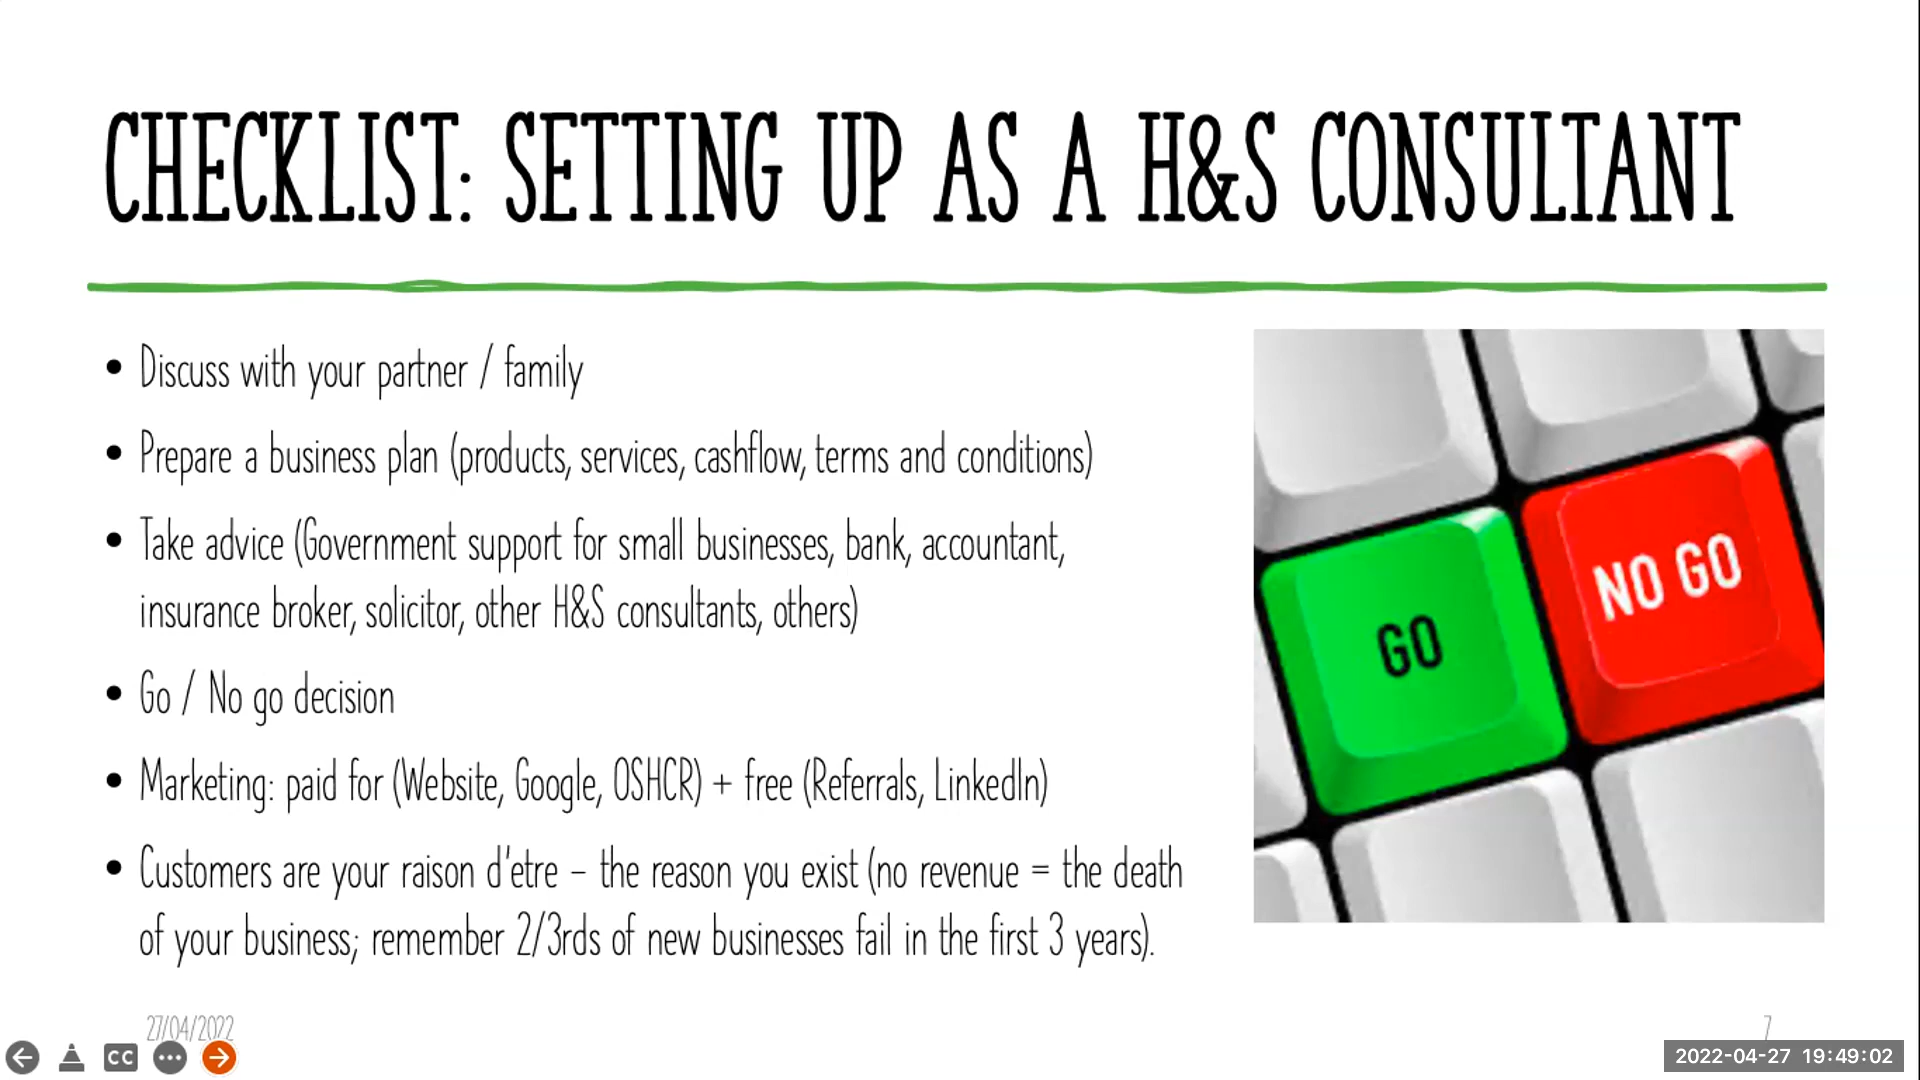 CHECKLIST: SETTING UP AS A H&S CONSULTANT
• Discuss with your partner / family
• Prepare a business plan (products, services, cashflow, terms and conditions)
• Take advice (Government support for small businesses, bank, accountant,
insurance broker, solicitor, other H&S consultants, others)
• Go / No go decision
• Marketing: paid for (Website, Google, OSHCR) + free (Referrals, LinkedIn)
• Customers are your raison d'etre – the reason you exist (no revenue = the death
of your business; remember 2/3rds of new businesses fail in the first 3 years).
GO
NO GO
27/04/2022
7
CC
2022-04-27 19:49:02